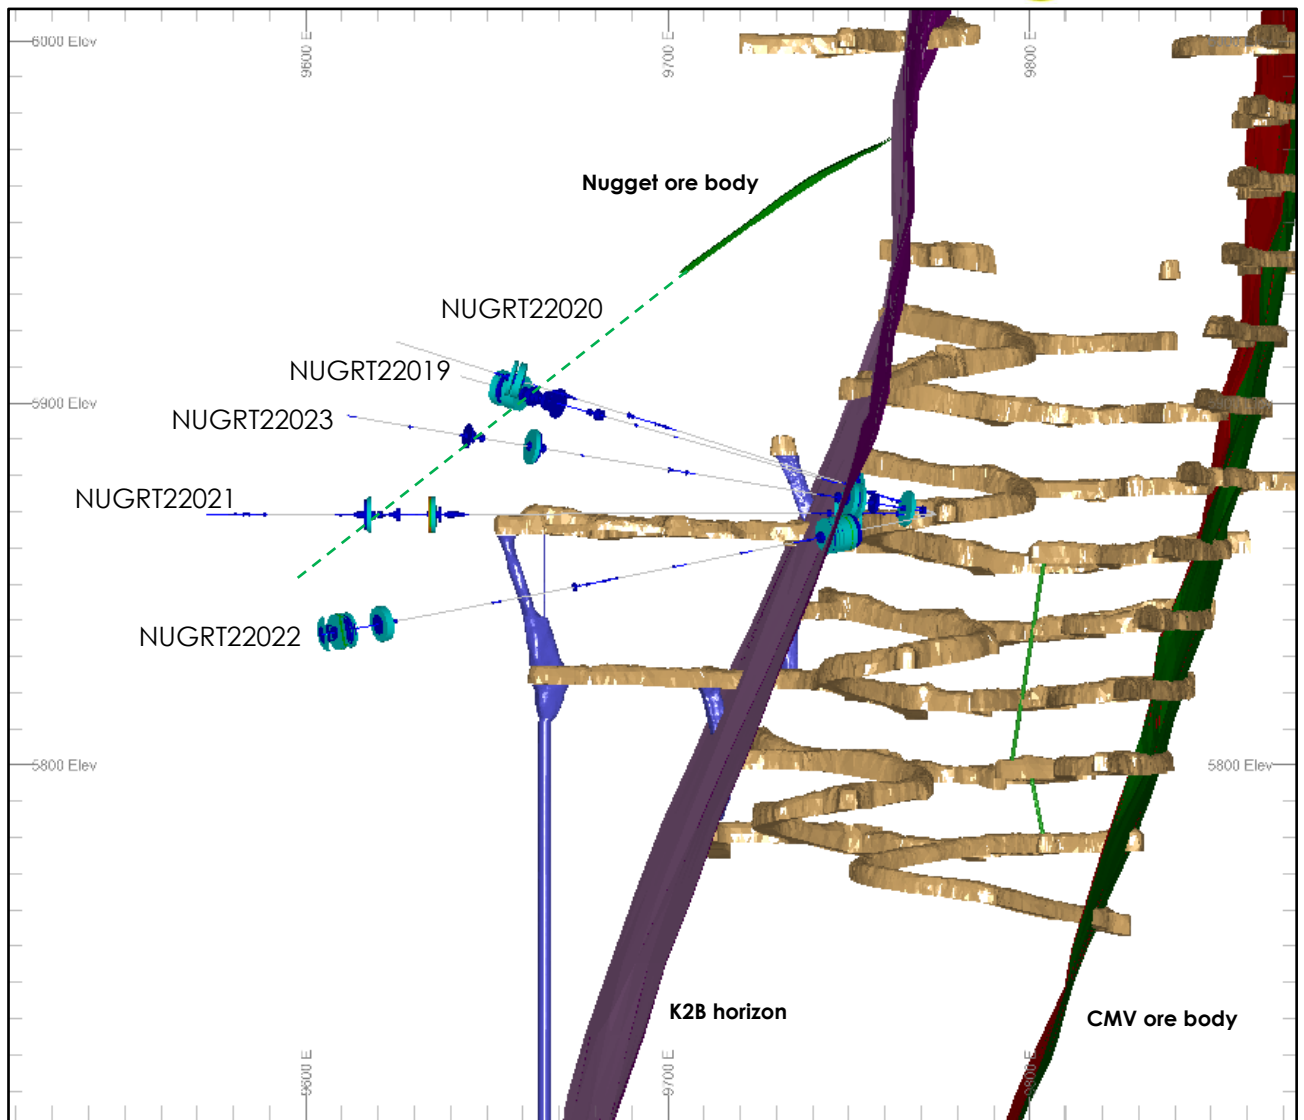 6000 Elev
9600 E
9700 E
9800 E
Nugget ore body
NUGRT22020
NUGRT22019
5900 Elev
NUGRT22023
NUGRT22021
NUGRT22022
5800 Elev
5800 Elev
K2B horizon
CMV ore body
9600 E
9700 E
9800 E